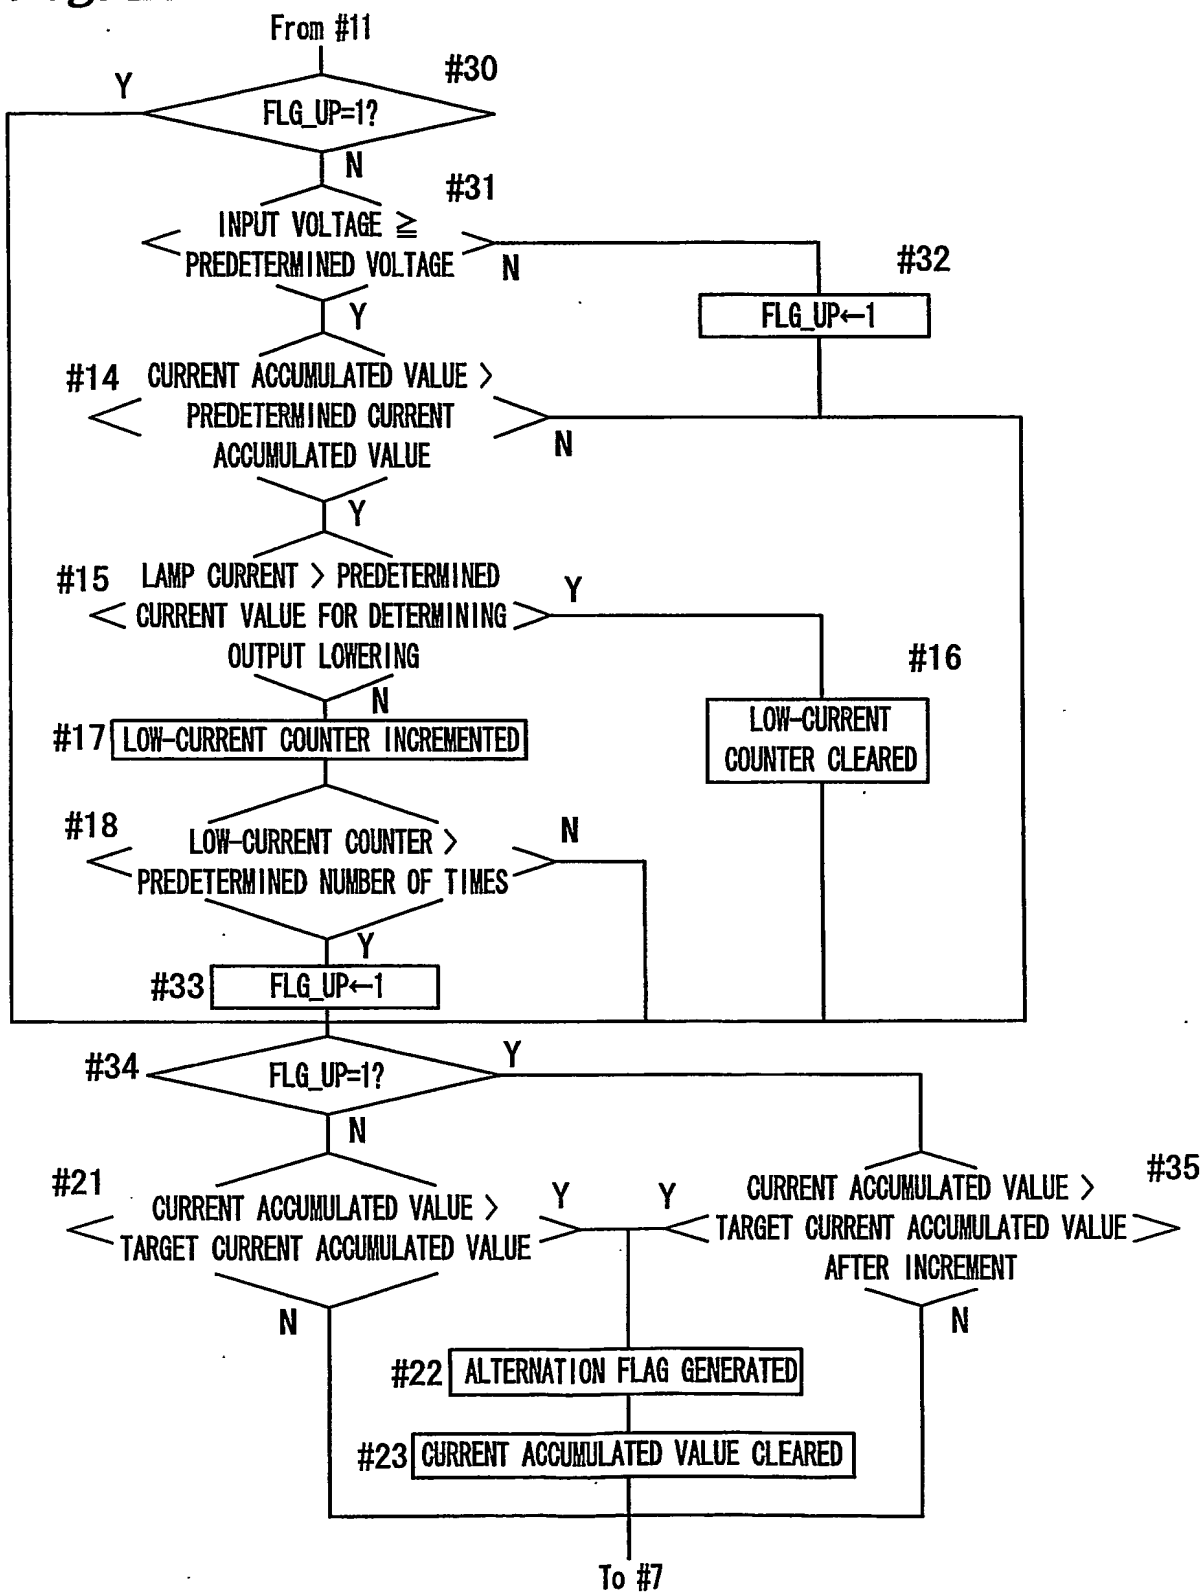 From #11
#30
Y
FLG_UP=1?
N
#31
INPUT VOLTAGE ≧
PREDETERMINED VOLTAGE
N
#32
FLG_UP←1
Y
#14
CURRENT ACCUMULATED VALUE >
PREDETERMINED CURRENT
ACCUMULATED VALUE
N
Y
#15
LAMP CURRENT > PREDETERMINED
CURRENT VALUE FOR DETERMINING
OUTPUT LOWERING
Y
#16
LOW-CURRENT
COUNTER CLEARED
N
#17
LOW-CURRENT COUNTER INCREMENTED
#18
LOW-CURRENT COUNTER >
PREDETERMINED NUMBER OF TIMES
N
Y
#33
FLG_UP←1
#34
FLG_UP=1?
Y
N
#21
CURRENT ACCUMULATED VALUE >
TARGET CURRENT ACCUMULATED VALUE
Y
Y
#35
CURRENT ACCUMULATED VALUE >
TARGET CURRENT ACCUMULATED VALUE
AFTER INCREMENT
N
N
#22
ALTERNATION FLAG GENERATED
#23
CURRENT ACCUMULATED VALUE CLEARED
To #7